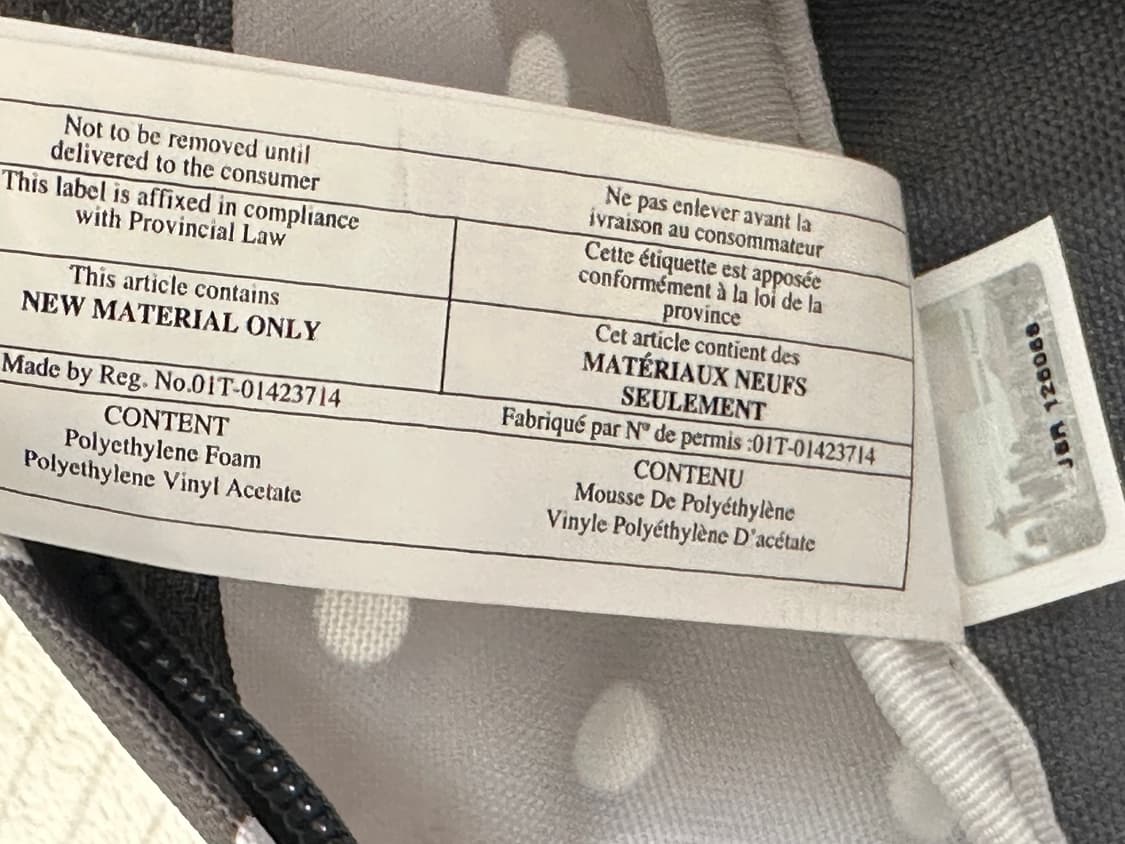 Not to be removed until
delivered to the consumer
This label is affixed in compliance
with Provincial Law
This article contains
NEW MATERIAL ONLY
Made by Reg. No.01T-01423714
CONTENT
Polyethylene Foam
Polyethylene Vinyl Acetate
Ne pas enlever avant la
ivraison au consommateur
Cette étiquette est apposée
conformément à la loi de la
province
Cet article contient des
MATÉRIAUX NEUFS
SEULEMENT
Fabriqué par Nº de permis :01T-01423714
CONTENU
Mousse De Polyéthylène
Vinyle Polyéthylène D'acétate